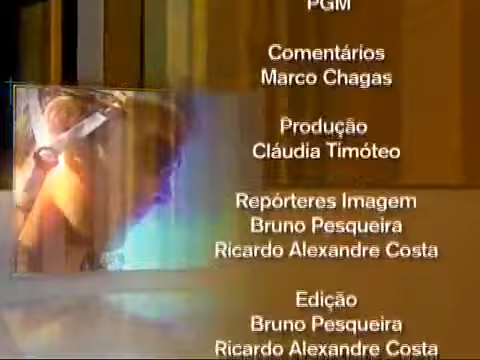 PGM
Comentários
Marco Chagas
Produção
Cláudia Timóteo
Repórteres Imagem
Bruno Pesqueira
Ricardo Alexandre Costa
Edição
Bruno Pesqueira
Ricardo Alexandre Costa